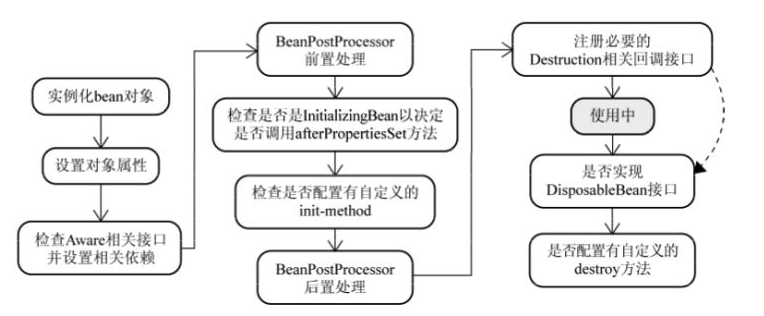 实例化bean对象
设置对象属性
检查Aware相关接口
并设置相关依赖
BeanPostProcessor
前置处理
检查是否是InitializingBean以决定
是否调用afterPropertiesSet方法
检查是否配置有自定义的
init-method
BeanPostProcessor
后置处理
注册必要的
Destruction相关回调接口
使用中
是否实现
DisposableBean接口
是否配置有自定义的
destroy方法